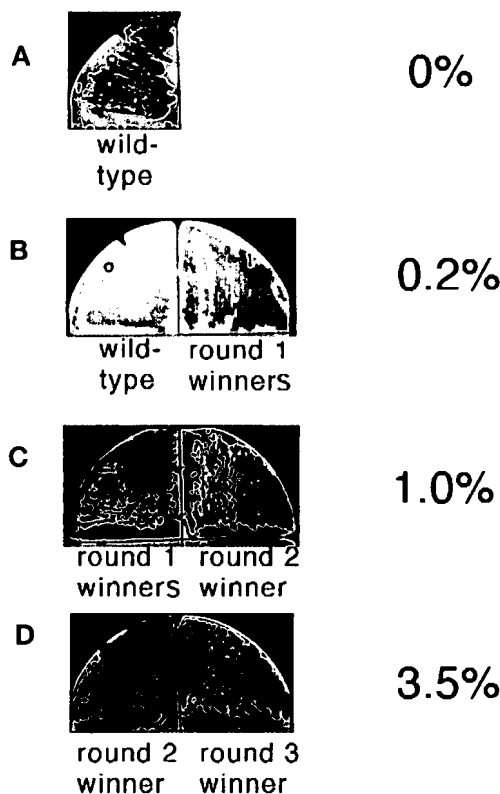 A
0%
wild-
type
B
0.2%
wild- round 1
type winners
C
1.0%
round 1 round 2
winners winner
D
3.5%
round 2 round 3
winner winner